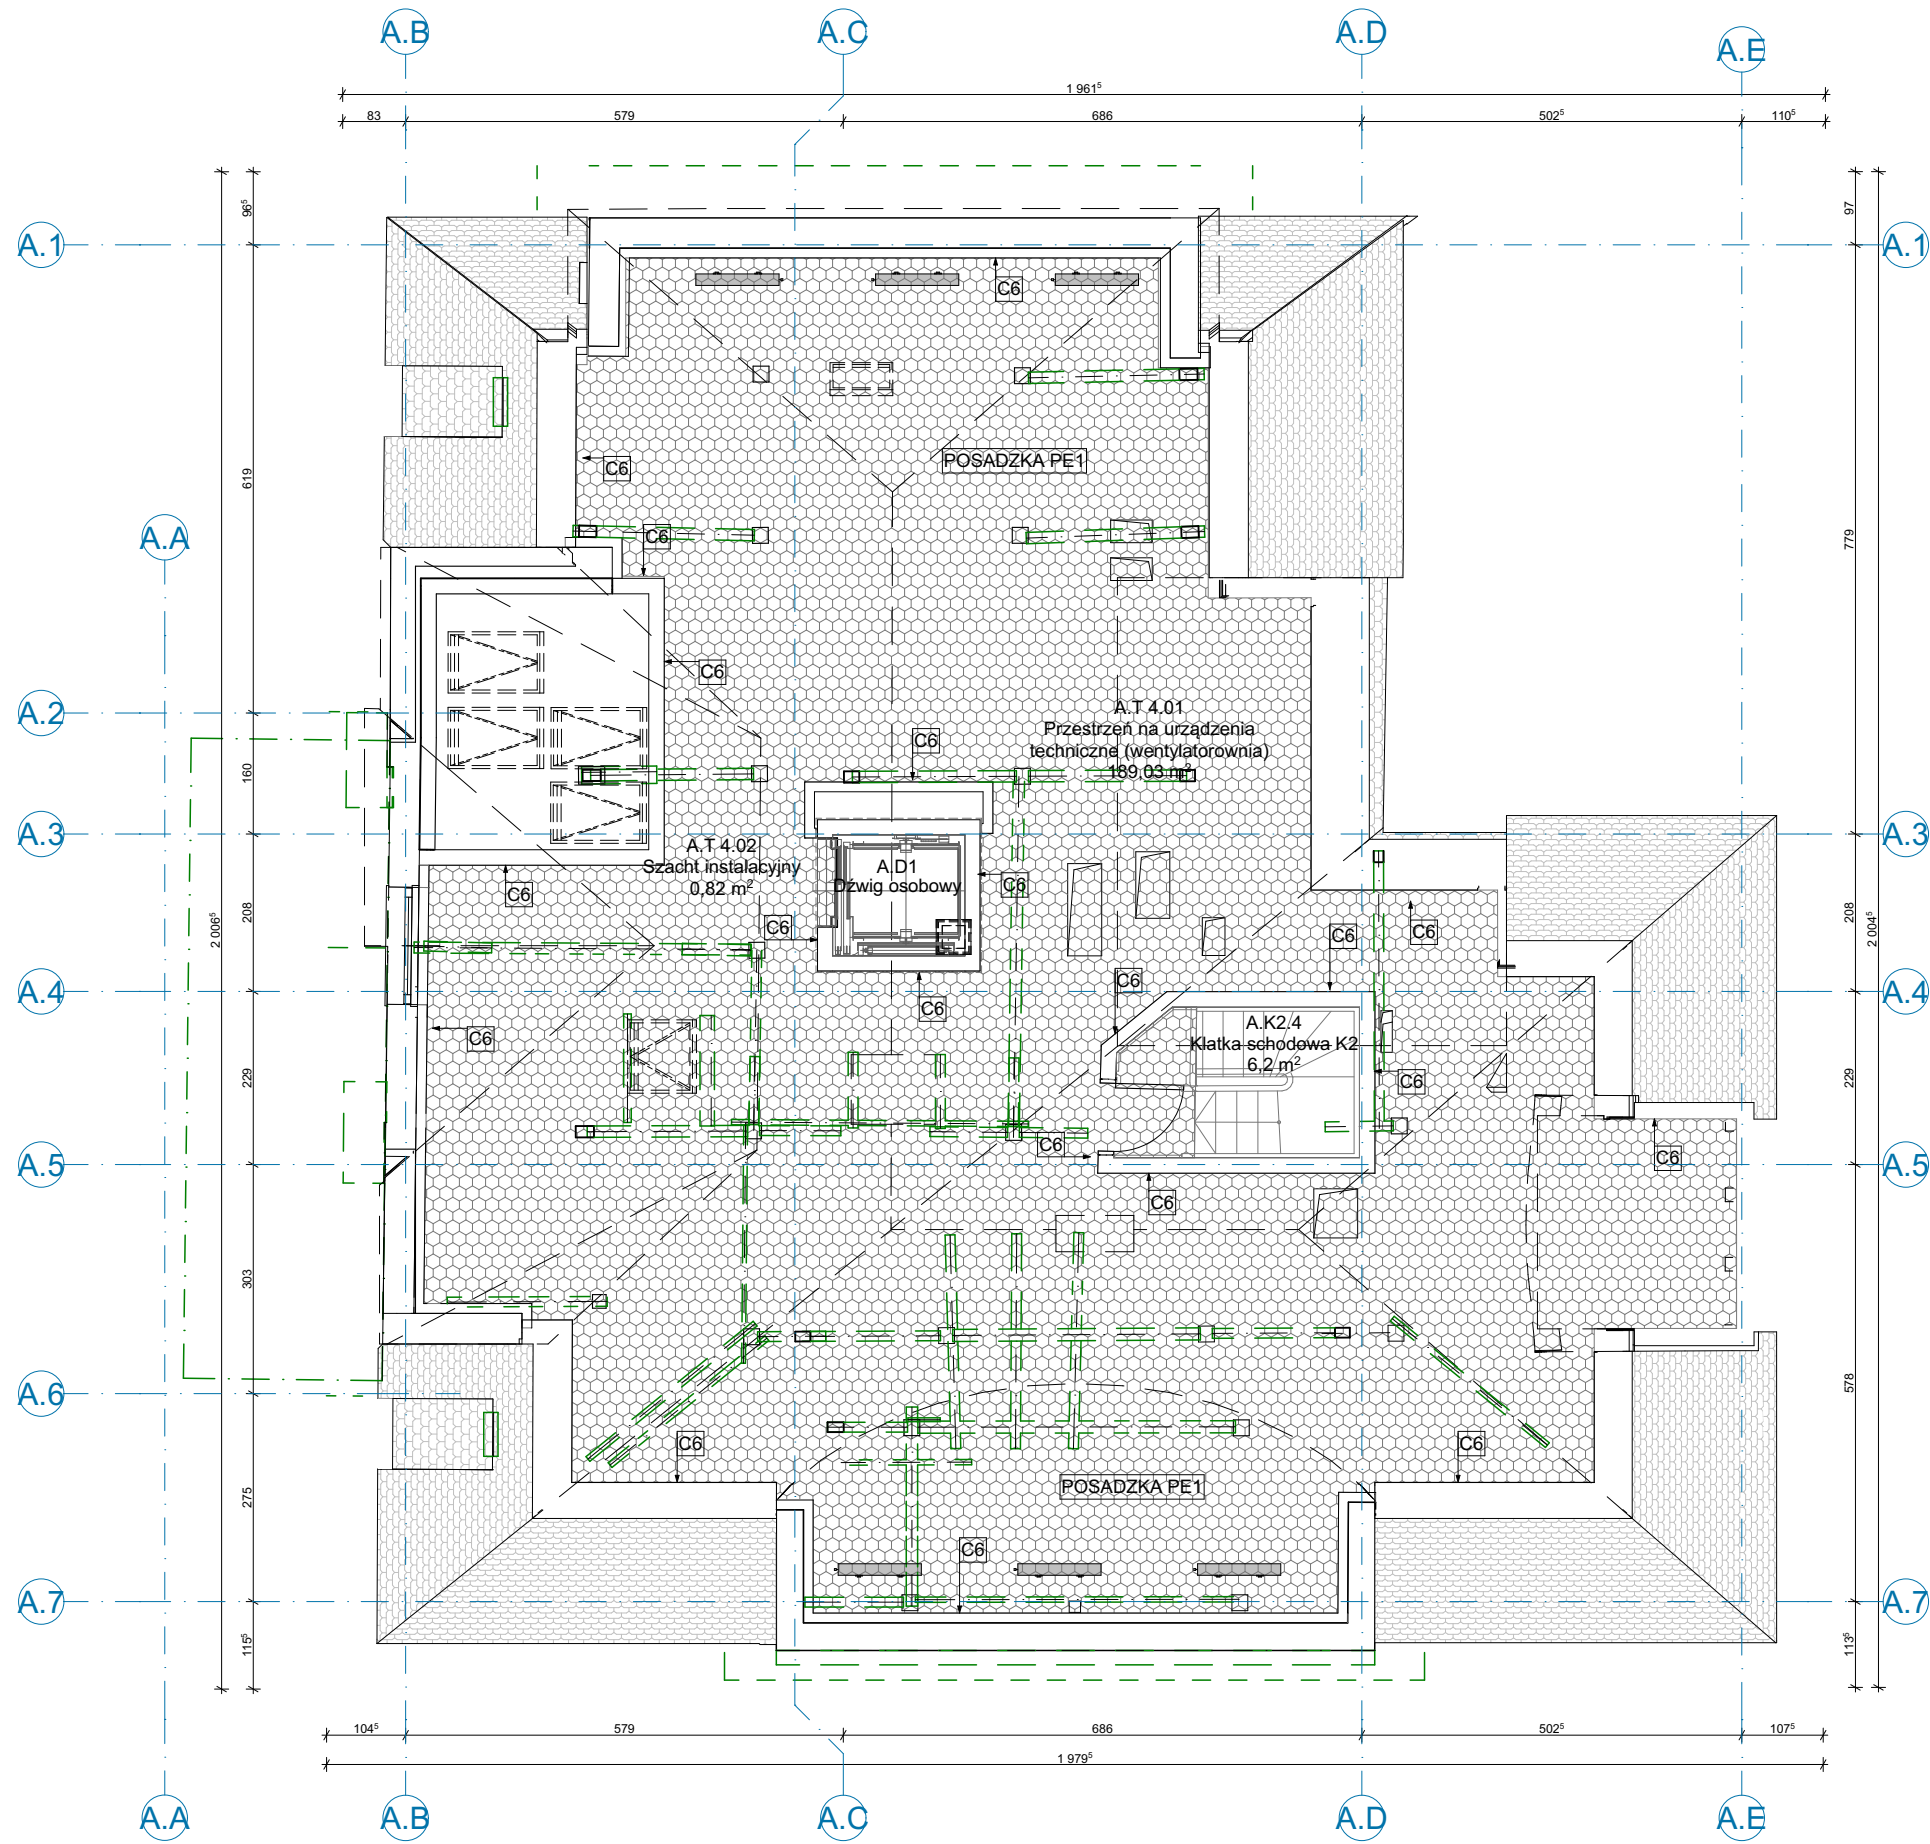 A.B
A.C
A.D
A.E
1 961⁵
83
579
686
502⁵
110⁵
96⁵
97
A.1
A.1
C6
C6
POSADZKA PE1
619
779
A.A
C6
C6
A.2
A.T 4.01
Przestrzeń na urządzenia
techniczne (wentylatorownia)
189,03 m²
C6
160
A.3
A.3
A.T 4.02
Szacht instalacyjny
0,82 m²
A.D1
Dźwig osobowy
C6
C6
C6
C6
C6
208
208
2 006⁵
2 004⁵
A.4
A.4
C6
C6
C6
A.K2.4
Klatka schodowa K2
6,2 m²
C6
229
229
C6
C6
A.5
A.5
C6
303
A.6
578
C6
C6
POSADZKA PE1
275
C6
A.7
A.7
115⁵
113⁵
104⁵
579
686
502⁵
107⁵
1 979⁵
A.A
A.B
A.C
A.D
A.E